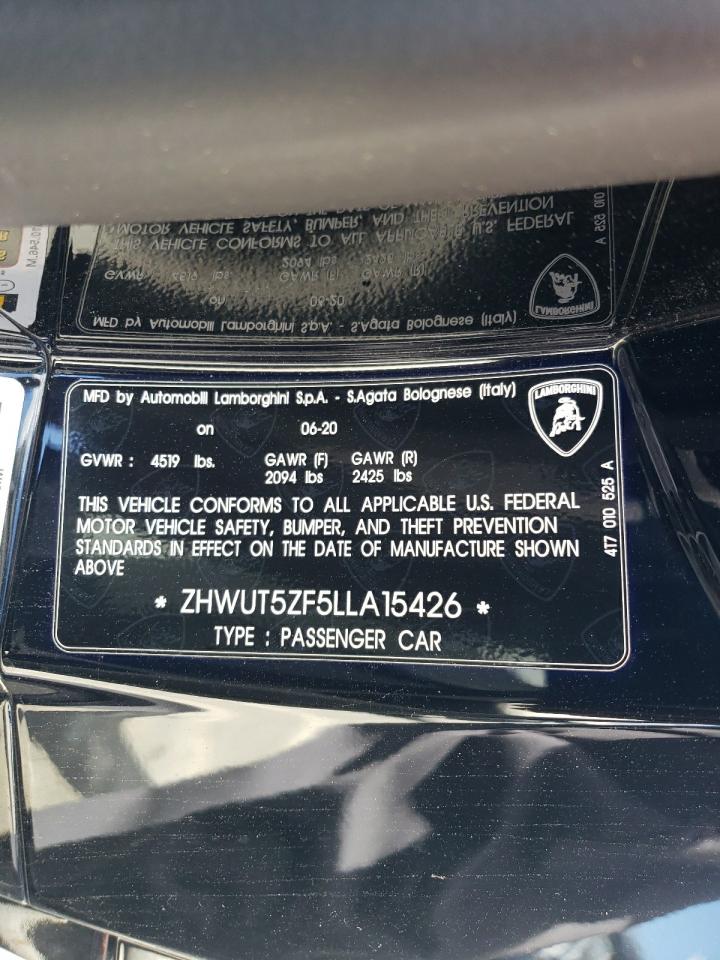 MFD by Automobili Lamborghini S.p.A. - S.Agata Bolognese (Italy)
LAMBORGHINI
on 06-20
GVWR : 4519 lbs. GAWR (F) GAWR (R)
2094 lbs 2425 lbs
THIS VEHICLE CONFORMS TO ALL APPLICABLE U.S. FEDERAL
MOTOR VEHICLE SAFETY, BUMPER, AND THEFT PREVENTION
STANDARDS IN EFFECT ON THE DATE OF MANUFACTURE SHOWN
ABOVE
* ZHWUT5ZF5LLA15426 *
TYPE : PASSENGER CAR
417 010 525 A